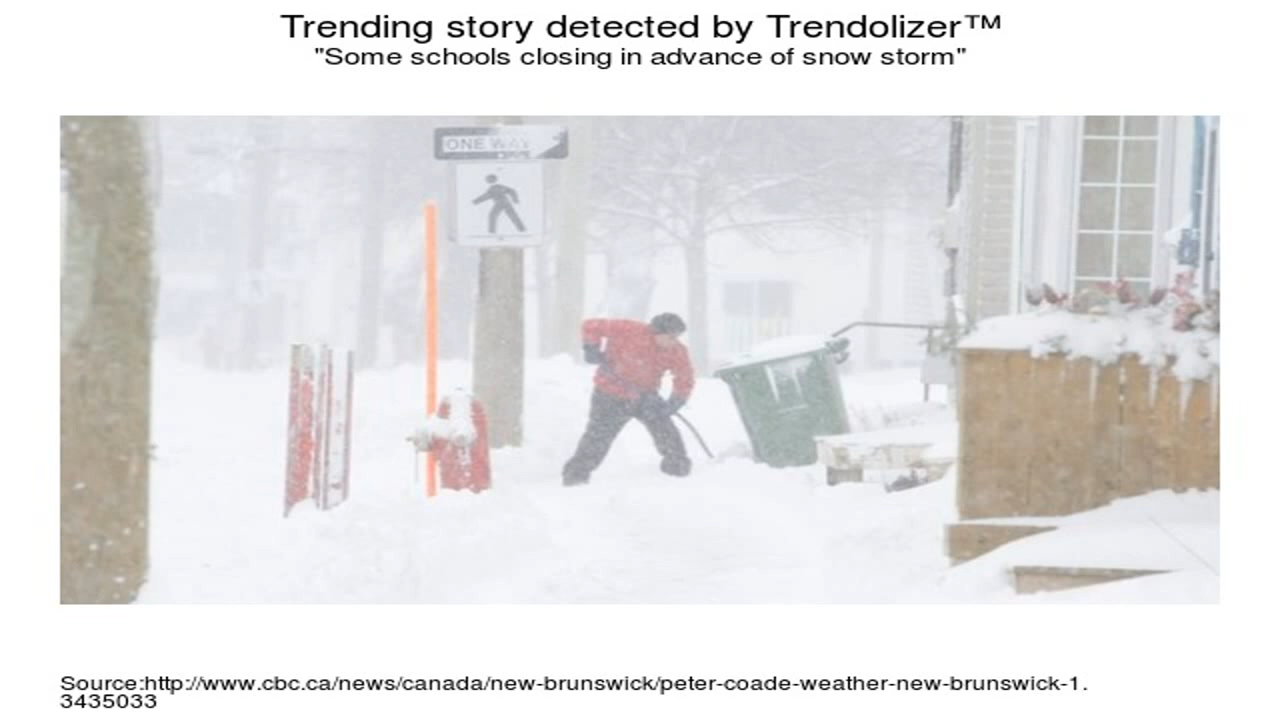 Trending story detected by Trendolizer™
"Some schools closing in advance of snow storm"
ONE WAY
Source:http://www.cbc.ca/news/canada/new-brunswick/peter-coade-weather-new-brunswick-1.
3435033